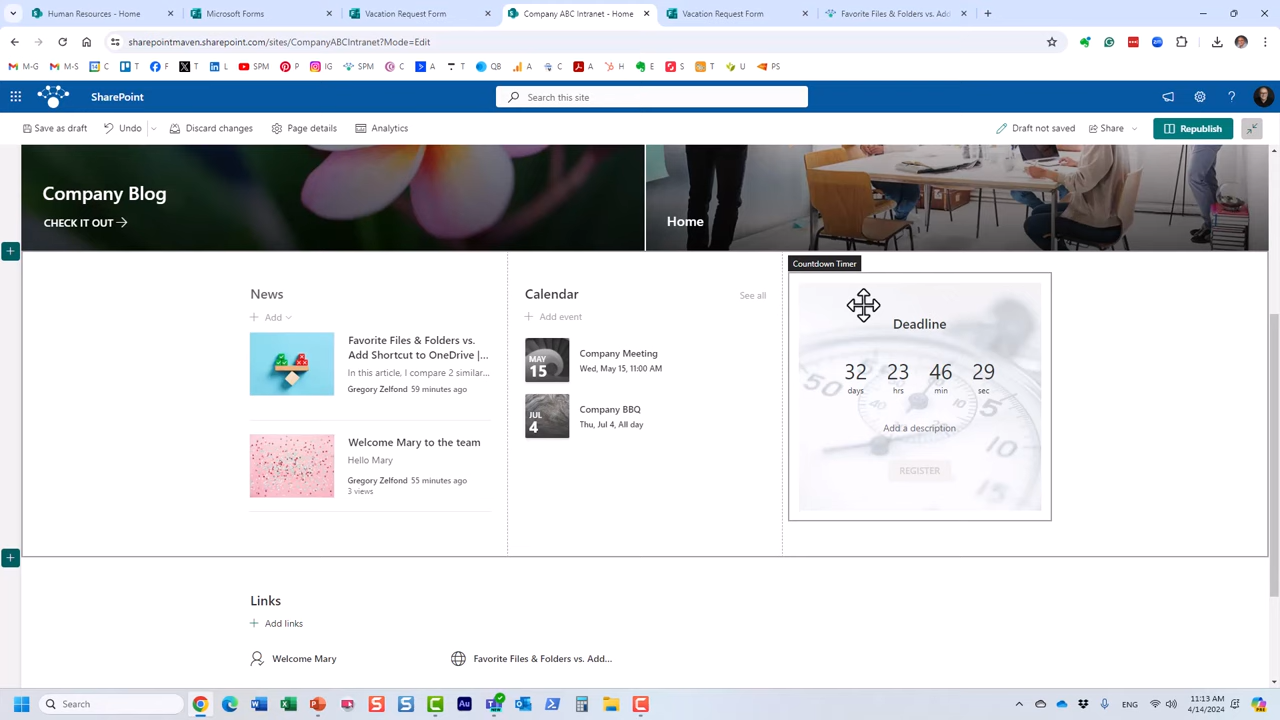 Human Resources - Home
Microsoft Forms
Vacation Request Form
Company ABC Intranet - Home
Vacation Request Form
Favorite Files & Folders vs. Add
sharepointmaven.sharepoint.com/sites/CompanyABCIntranet?Mode=Edit
M-G
M-S
C
T
F
T
L
SPM
P
IG
SPM
C
A
T
QB
A
C
A
H
E
S
T
U
PS
SharePoint
Search this site
Save as draft
Undo
Discard changes
Page details
Analytics
Draft not saved
Share
Republish
Company Blog
CHECK IT OUT
Home
News
Add
Favorite Files & Folders vs.
Add Shortcut to OneDrive |...
In this article, I compare 2 similar...
Gregory Zelfond 59 minutes ago
Welcome Mary to the team
Hello Mary
Gregory Zelfond 55 minutes ago
3 views
Calendar
See all
Add event
MAY
15
Company Meeting
Wed, May 15, 11:00 AM
JUL
4
Company BBQ
Thu, Jul 4, All day
Countdown Timer
Deadline
32 23 46 29
days hrs min sec
Add a description
REGISTER
Links
Add links
Welcome Mary
Favorite Files & Folders vs. Add...
Search
ENG
11:13 AM
4/14/2024